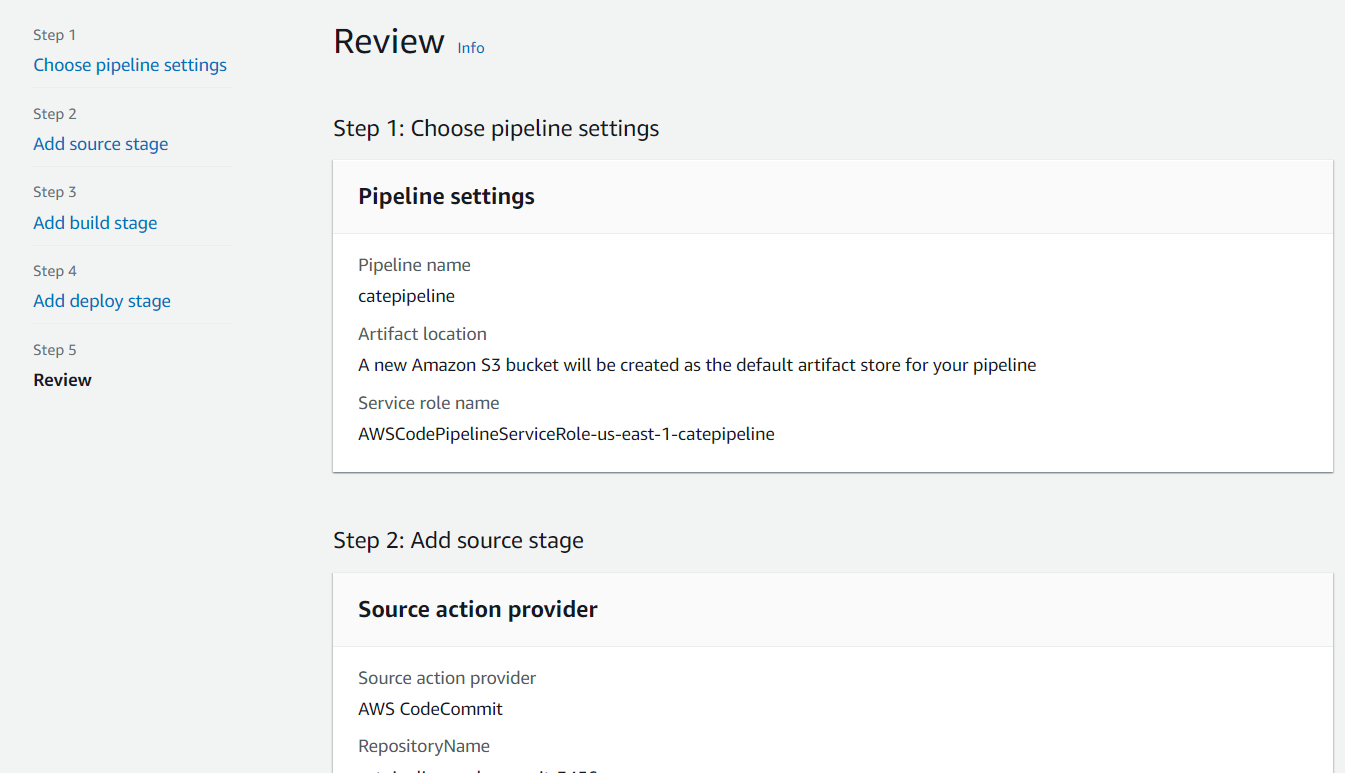 Step 1
Choose pipeline settings
Step 2
Add source stage
Step 3
Add build stage
Step 4
Add deploy stage
Step 5
Review
Review Info
Step 1: Choose pipeline settings
Pipeline settings
Pipeline name
catepipeline
Artifact location
A new Amazon S3 bucket will be created as the default artifact store for your pipeline
Service role name
AWSCodePipelineServiceRole-us-east-1-catepipeline
Step 2: Add source stage
Source action provider
Source action provider
AWS CodeCommit
RepositoryName